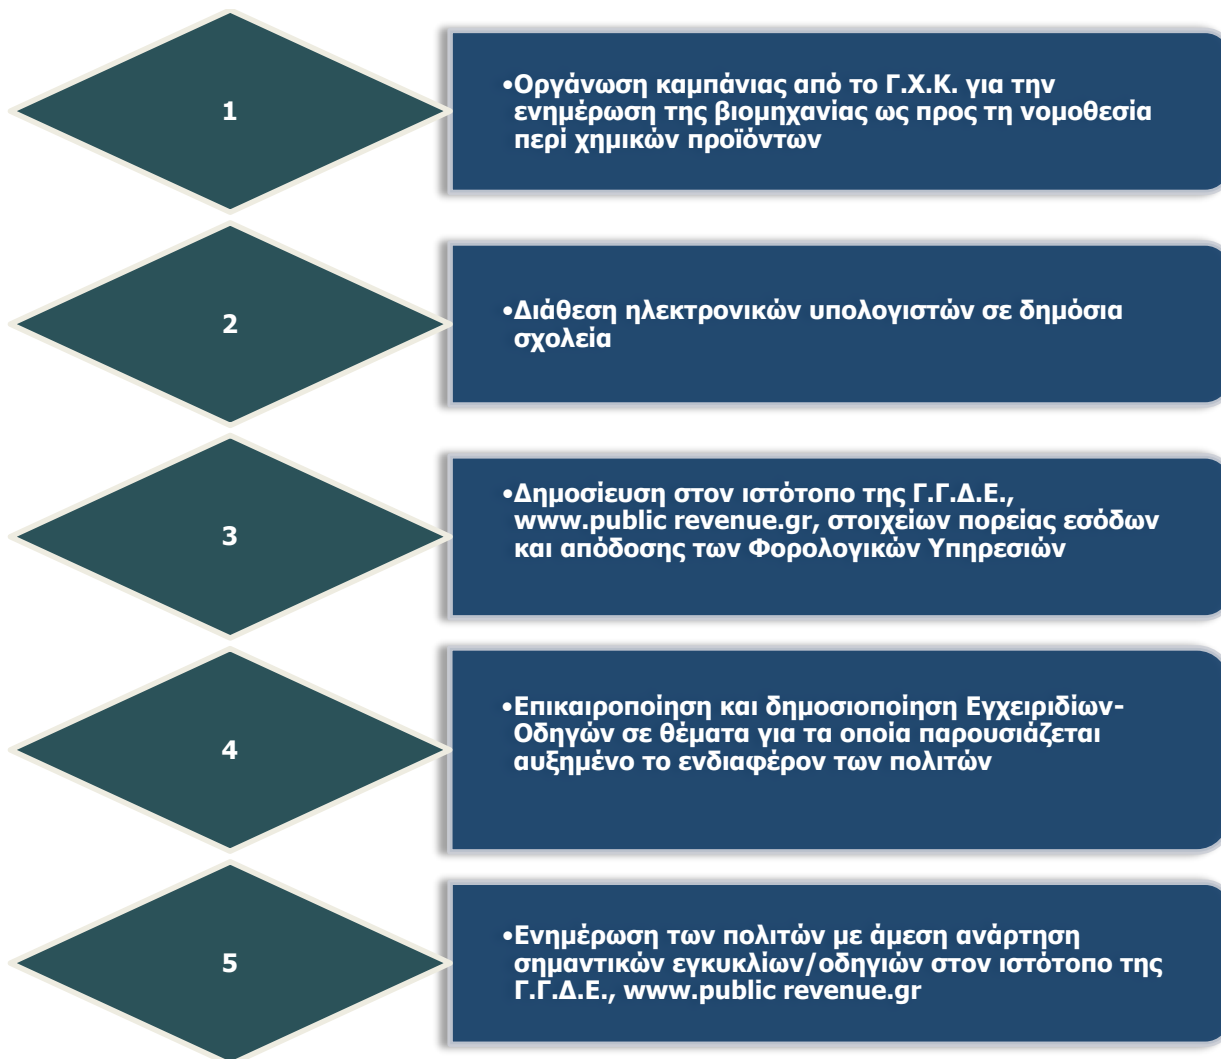 1
•Οργάνωση καμπάνιας από το Γ.Χ.Κ. για την
ενημέρωση της βιομηχανίας ως προς τη νομοθεσία
περί χημικών προϊόντων
2
•Διάθεση ηλεκτρονικών υπολογιστών σε δημόσια
σχολεία
3
•Δημοσίευση στον ιστότοπο της Γ.Γ.Δ.Ε.,
www.public revenue.gr, στοιχείων πορείας εσόδων
και απόδοσης των Φορολογικών Υπηρεσιών
4
•Επικαιροποίηση και δημοσιοποίηση Εγχειριδίων-
Οδηγών σε θέματα για τα οποία παρουσιάζεται
αυξημένο το ενδιαφέρον των πολιτών
5
•Ενημέρωση των πολιτών με άμεση ανάρτηση
σημαντικών εγκυκλίων/οδηγιών στον ιστότοπο της
Γ.Γ.Δ.Ε., www.public revenue.gr